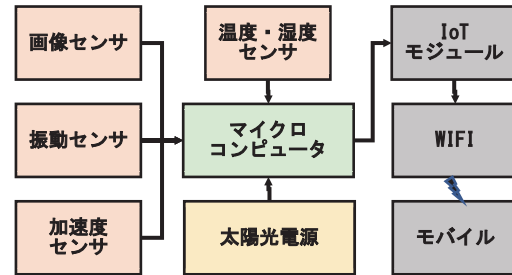 画像センサ
温度・湿度
センサ
IoT
モジュール
振動センサ
マイクロ
コンピュータ
WIFI
加速度
センサ
太陽光電源
モバイル